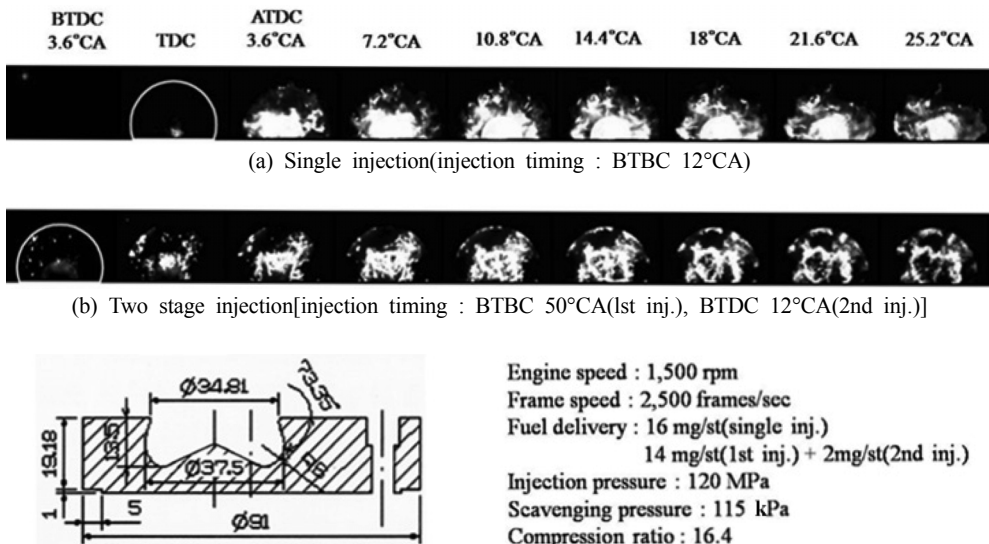 BTDC 3.6°CA TDC ATDC 3.6°CA 7.2°CA 10.8°CA 14.4°CA 18°CA 21.6°CA 25.2°CA
(a) Single injection(injection timing : BTBC 12°CA)
(b) Two stage injection[injection timing : BTBC 50°CA(1st inj.), BTDC 12°CA(2nd inj.)]
Ø34.81
19.18
Ø37.5
1
5
Ø91
Engine speed : 1,500 rpm
Frame speed : 2,500 frames/sec
Fuel delivery : 16 mg/st(single inj.)
14 mg/st(1st inj.) + 2mg/st(2nd inj.)
Injection pressure : 120 MPa
Scavenging pressure : 115 kPa
Compression ratio : 16.4